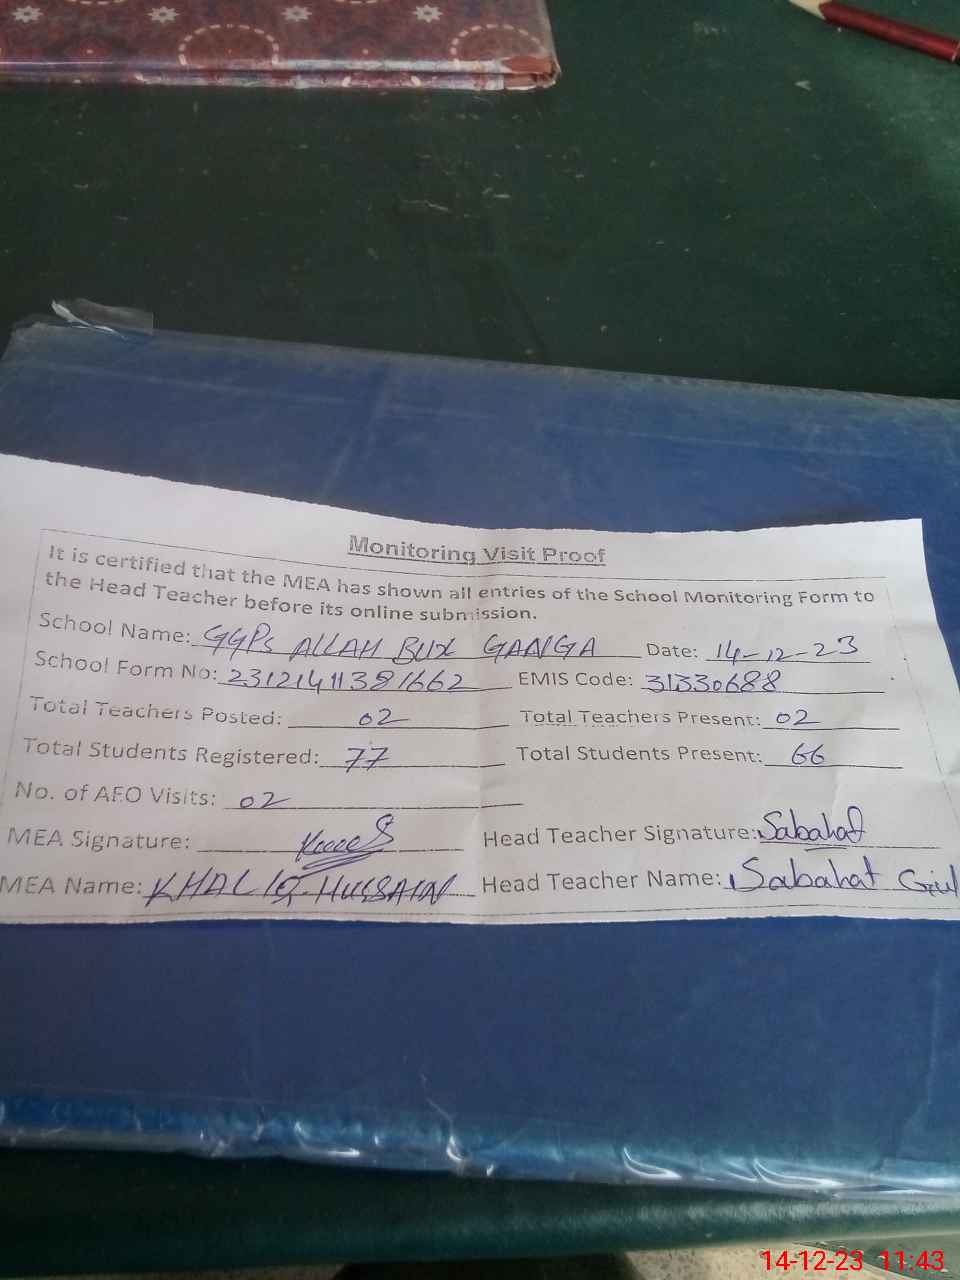 Monitoring Visit Proof
It is certified that the MEA has shown all entries of the School Monitoring Form to
the Head Teacher before its online submission.
School Name: GGPS ALLAH BUX GANGA Date: 14-12-23
School Form No: 23121411381662 EMIS Code: 31330688
Total Teachers Posted: 02 Total Teachers Present: 02
Total Students Registered: 77 Total Students Present: 66
No. of AEO Visits: 02
MEA Signature: Head Teacher Signature: Sabahat
MEA Name: KHALIQ HUSSAIN Head Teacher Name: Sabahat Gul
14-12-23 11:43